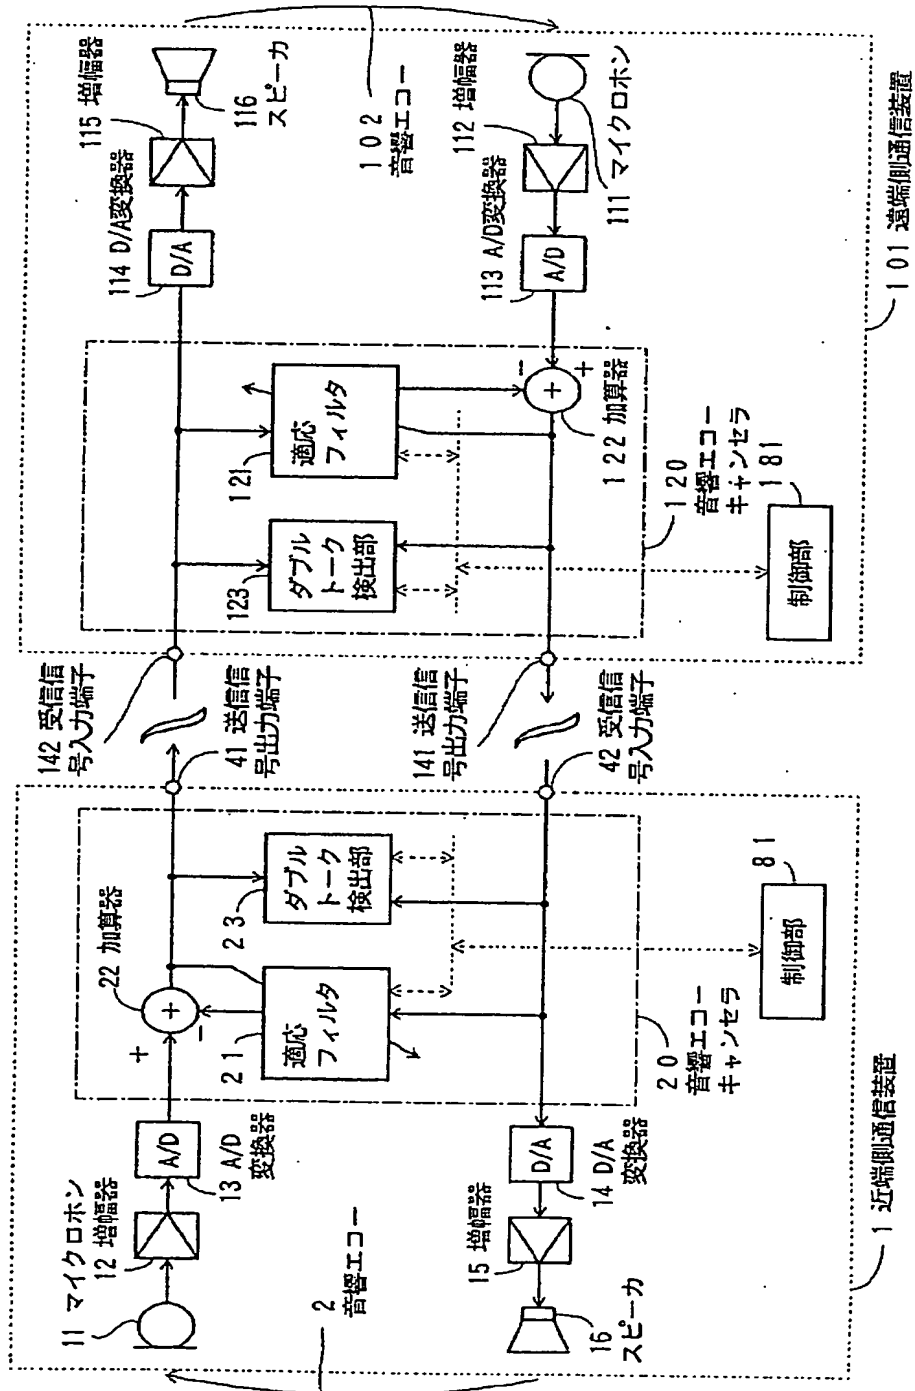 11 マイクロホン
12 増幅器
A/D
13 A/D
変換器
22 加算器
+
+
-
21
適応
フィルタ
23
ダブル
トーク
検出部
41 送信信
号出力端子
42 受信信
号入力端子
D/A
14 D/A
変換器
15 増幅器
16
スピーカ
2
音響エコー
20
音響エコー
キャンセラ
81
制御部
1 近端側通信装置
142 受信信
号入力端子
141 送信信
号出力端子
123
ダブル
トーク
検出部
121
適応
フィルタ
114 D/A変換器
D/A
115 増幅器
116
スピーカ
102
音響エコー
111 マイクロホン
112 増幅器
113 A/D変換器
A/D
-
+
+
122 加算器
120
音響エコー
キャンセラ
181
制御部
101 遠端側通信装置